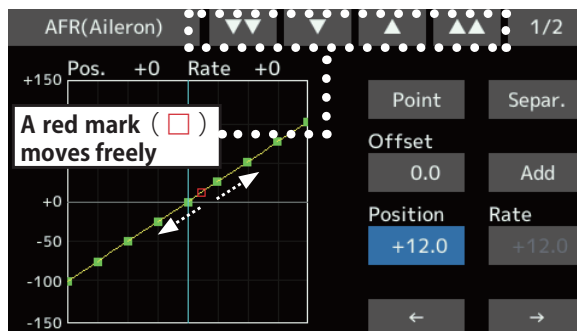 AFR(Aileron) ▼▼ ▼ ▲ ▲▲ 1/2
Pos. +0 Rate +0
+150
Point Separ.
A red mark (□)
moves freely
Offset
0.0 Add
+0
Position Rate
-50
+12.0 +12.0
-100
-150
← →